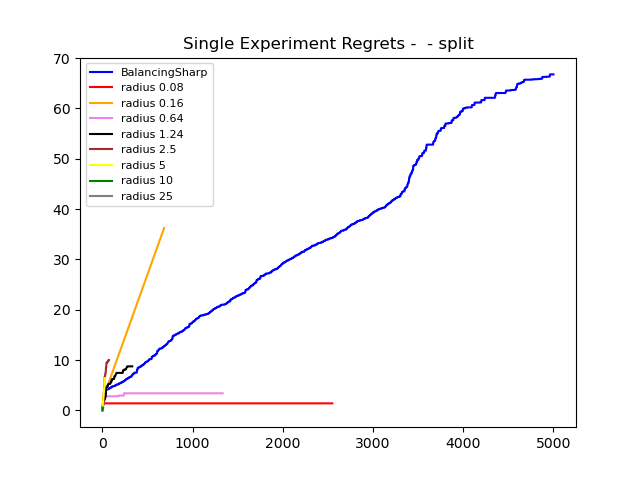 Single Experiment Regrets -  - split
BalancingSharp
radius 0.08
radius 0.16
radius 0.64
radius 1.24
radius 2.5
radius 5
radius 10
radius 25
70
60
50
40
30
20
10
0
0 1000 2000 3000 4000 5000